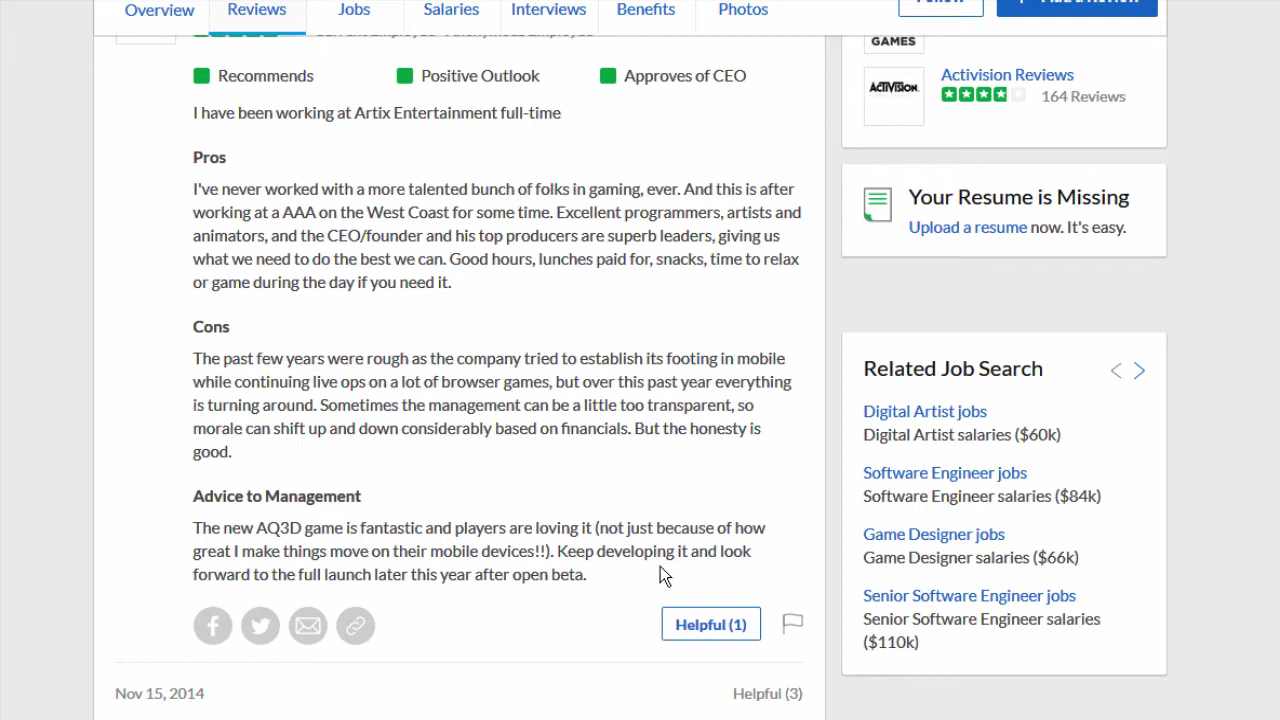 Overview
Reviews
Jobs
Salaries
Interviews
Benefits
Photos
Recommends
Positive Outlook
Approves of CEO
I have been working at Artix Entertainment full-time
Pros
I've never worked with a more talented bunch of folks in gaming, ever. And this is after
working at a AAA on the West Coast for some time. Excellent programmers, artists and
animators, and the CEO/founder and his top producers are superb leaders, giving us
what we need to do the best we can. Good hours, lunches paid for, snacks, time to relax
or game during the day if you need it.
Cons
The past few years were rough as the company tried to establish its footing in mobile
while continuing live ops on a lot of browser games, but over this past year everything
is turning around. Sometimes the management can be a little too transparent, so
morale can shift up and down considerably based on financials. But the honesty is
good.
Advice to Management
The new AQ3D game is fantastic and players are loving it (not just because of how
great I make things move on their mobile devices!!). Keep developing it and look
forward to the full launch later this year after open beta.
Helpful (1)
Nov 15, 2014
Helpful (3)
GAMES
ACTIVISION.
Activision Reviews
164 Reviews
Your Resume is Missing
Upload a resume now. It's easy.
Related Job Search
Digital Artist jobs
Digital Artist salaries ($60k)
Software Engineer jobs
Software Engineer salaries ($84k)
Game Designer jobs
Game Designer salaries ($66k)
Senior Software Engineer jobs
Senior Software Engineer salaries
($110k)